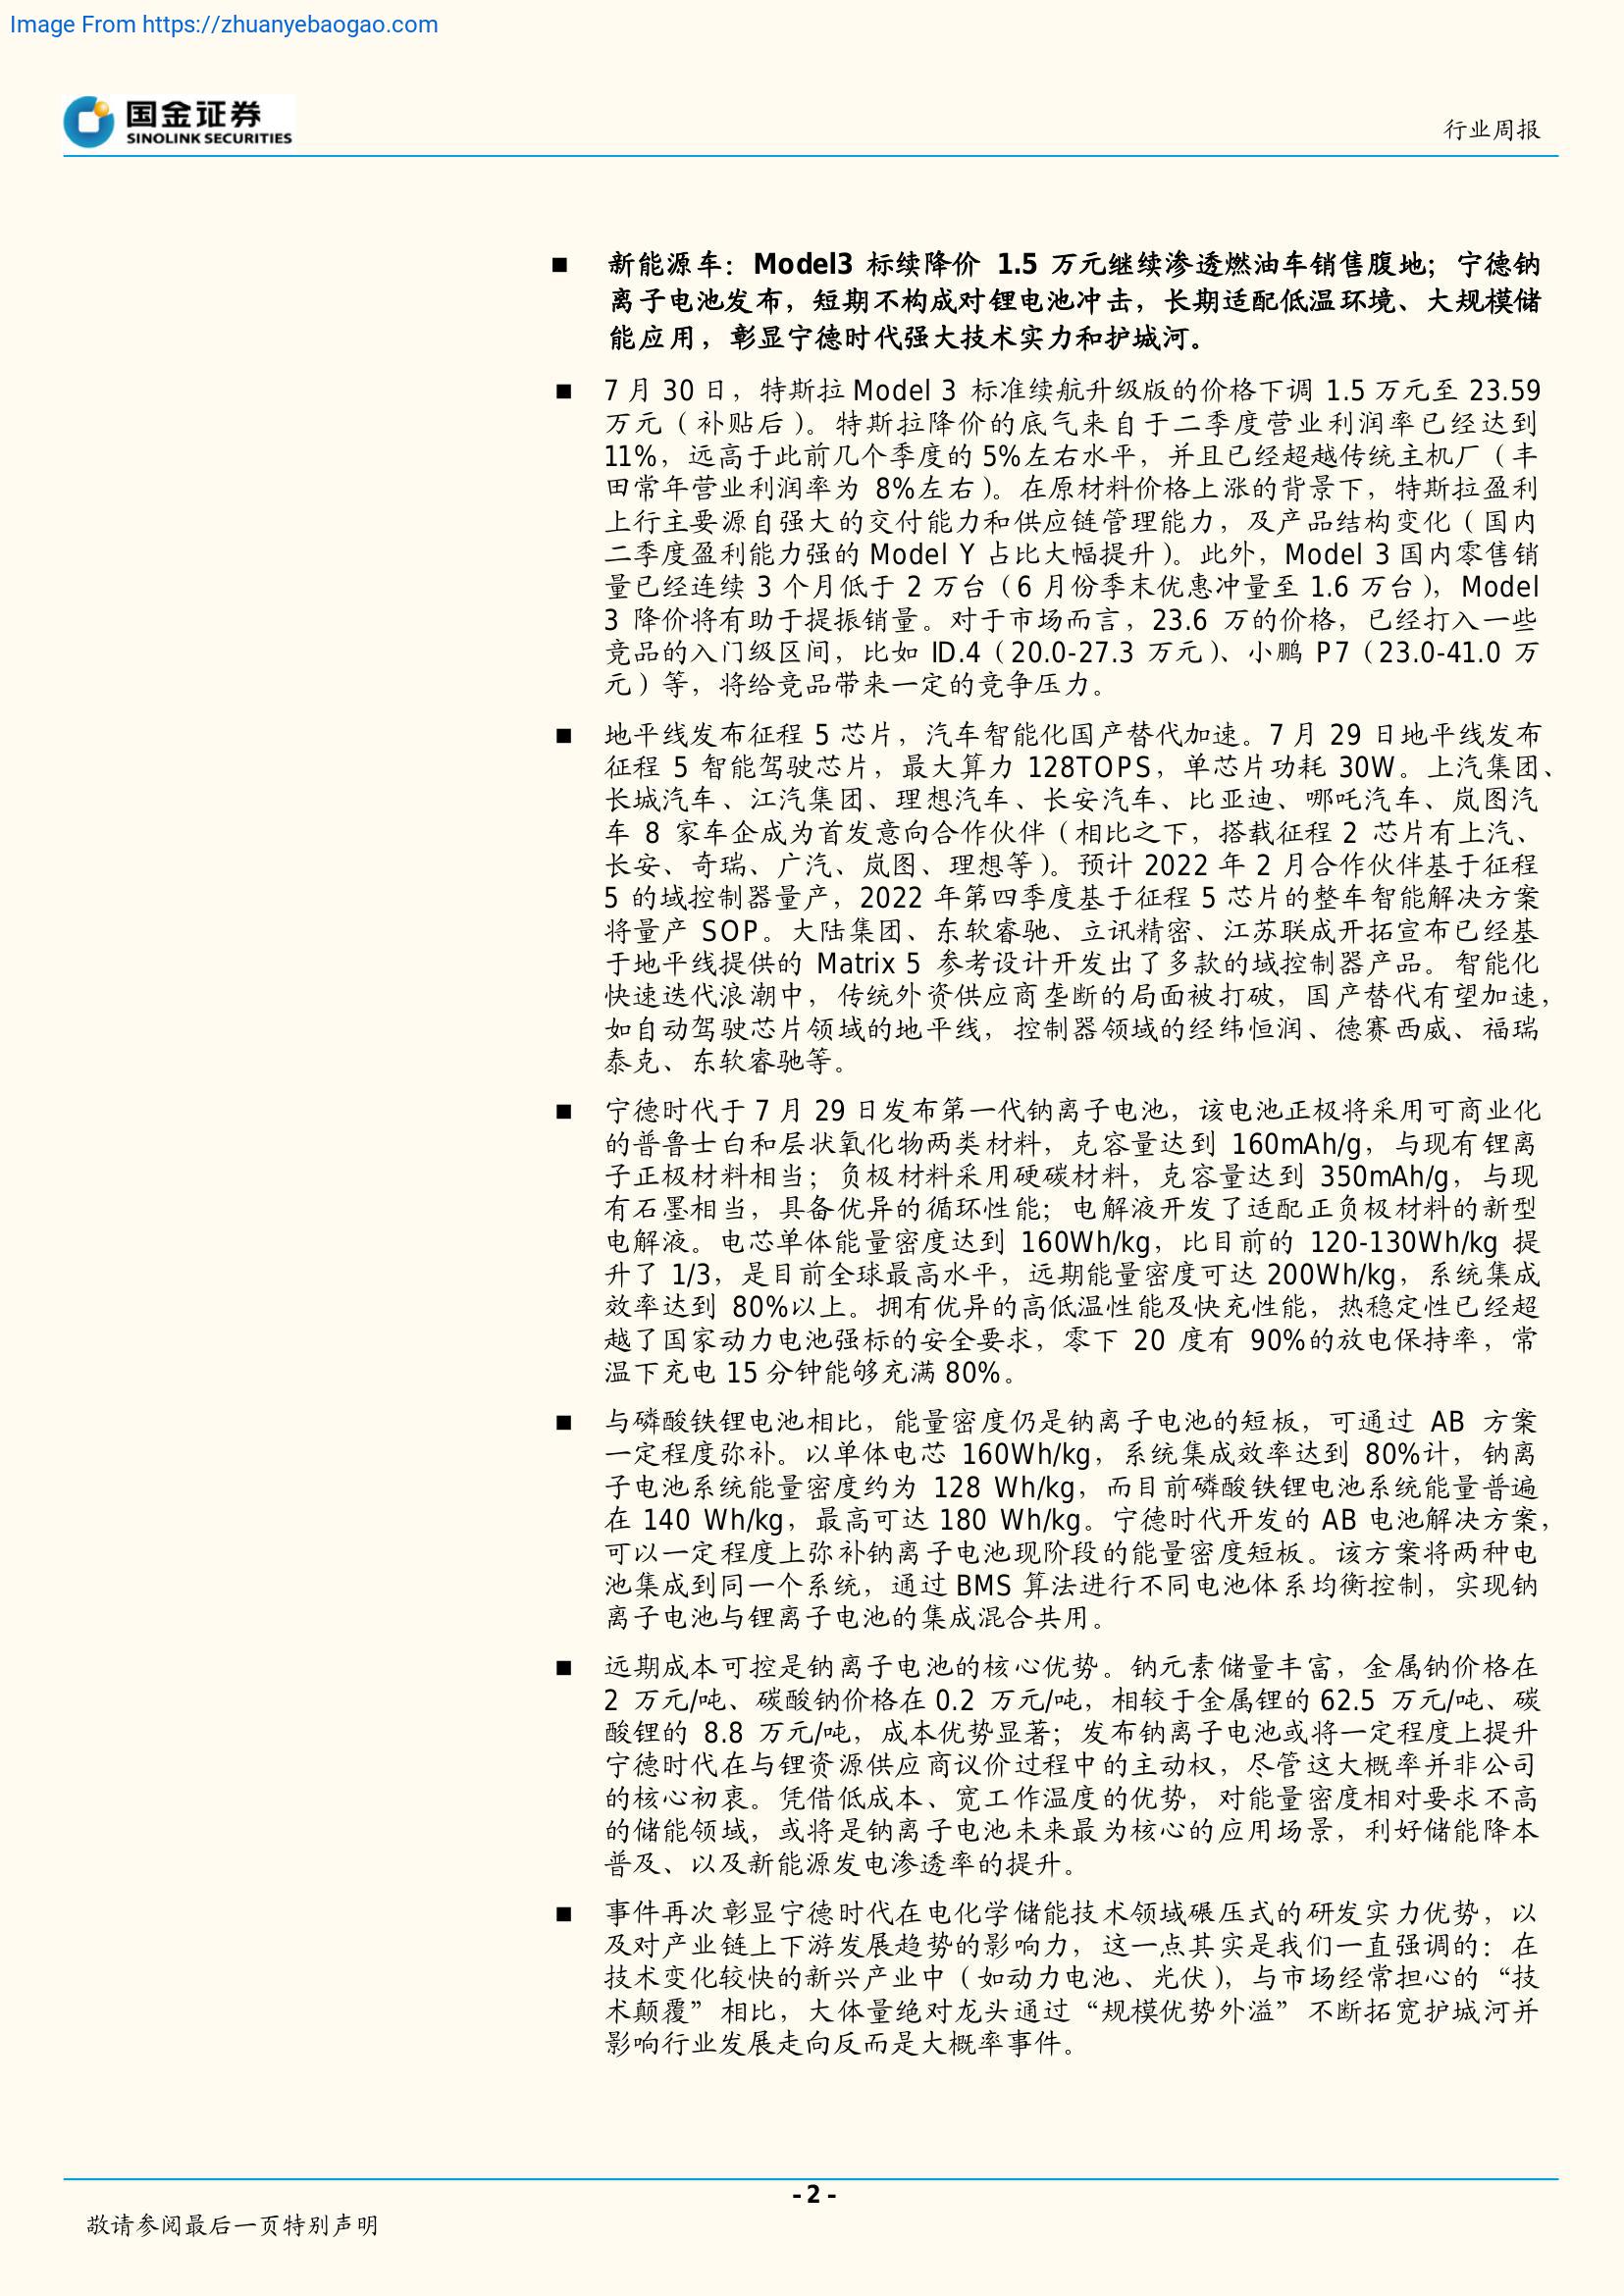 Image From https://zhuanyebaogao.com
国金证券
SINOLINK SECURITIES
行业周报
■ 新能源车：Model3 标续降价 1.5 万元继续渗透燃油车销售腹地；宁德钠
离子电池发布，短期不构成对锂电池冲击，长期适配低温环境、大规模储
能应用，彰显宁德时代强大技术实力和护城河。
■ 7 月 30 日，特斯拉 Model 3 标准续航升级版的价格下调 1.5 万元至 23.59
万元（补贴后）。特斯拉降价的底气来自于二季度营业利润率已经达到
11%，远高于此前几个季度的 5%左右水平，并且已经超越传统主机厂（丰
田常年营业利润率为 8%左右）。在原材料价格上涨的背景下，特斯拉盈利
上行主要源自强大的交付能力和供应链管理能力，及产品结构变化（国内
二季度盈利能力强的 Model Y 占比大幅提升）。此外，Model 3 国内零售销
量已经连续 3 个月低于 2 万台（6 月份季末优惠冲量至 1.6 万台），Model
3 降价将有助于提振销量。对于市场而言，23.6 万的价格，已经打入一些
竞品的入门级区间，比如 ID.4（20.0-27.3 万元）、小鹏 P7（23.0-41.0 万
元）等，将给竞品带来一定的竞争压力。
■ 地平线发布征程 5 芯片，汽车智能化国产替代加速。7 月 29 日地平线发布
征程 5 智能驾驶芯片，最大算力 128TOPS，单芯片功耗 30W。上汽集团、
长城汽车、江汽集团、理想汽车、长安汽车、比亚迪、哪吒汽车、岚图汽
车 8 家车企成为首发意向合作伙伴（相比之下，搭载征程 2 芯片有上汽、
长安、奇瑞、广汽、岚图、理想等）。预计 2022 年 2 月合作伙伴基于征程
5 的域控制器量产，2022 年第四季度基于征程 5 芯片的整车智能解决方案
将量产 SOP。大陆集团、东软睿驰、立讯精密、江苏联成开拓宣布已经基
于地平线提供的 Matrix 5 参考设计开发出了多款的域控制器产品。智能化
快速迭代浪潮中，传统外资供应商垄断的局面被打破，国产替代有望加速，
如自动驾驶芯片领域的地平线，控制器领域的经纬恒润、德赛西威、福瑞
泰克、东软睿驰等。
■ 宁德时代于 7 月 29 日发布第一代钠离子电池，该电池正极将采用可商业化
的普鲁士白和层状氧化物两类材料，克容量达到 160mAh/g，与现有锂离
子正极材料相当；负极材料采用硬碳材料，克容量达到 350mAh/g，与现
有石墨相当，具备优异的循环性能；电解液开发了适配正负极材料的新型
电解液。电芯单体能量密度达到 160Wh/kg，比目前的 120-130Wh/kg 提
升了 1/3，是目前全球最高水平，远期能量密度可达 200Wh/kg，系统集成
效率达到 80%以上。拥有优异的高低温性能及快充性能，热稳定性已经超
越了国家动力电池强标的安全要求，零下 20 度有 90%的放电保持率，常
温下充电 15 分钟能够充满 80%。
■ 与磷酸铁锂电池相比，能量密度仍是钠离子电池的短板，可通过 AB 方案
一定程度弥补。以单体电芯 160Wh/kg，系统集成效率达到 80%计，钠离
子电池系统能量密度约为 128 Wh/kg，而目前磷酸铁锂电池系统能量普遍
在 140 Wh/kg，最高可达 180 Wh/kg。宁德时代开发的 AB 电池解决方案，
可以一定程度上弥补钠离子电池现阶段的能量密度短板。该方案将两种电
池集成到同一个系统，通过 BMS 算法进行不同电池体系均衡控制，实现钠
离子电池与锂离子电池的集成混合共用。
■ 远期成本可控是钠离子电池的核心优势。钠元素储量丰富，金属钠价格在
2 万元/吨、碳酸钠价格在 0.2 万元/吨，相较于金属锂的 62.5 万元/吨、碳
酸锂的 8.8 万元/吨，成本优势显著；发布钠离子电池或将一定程度上提升
宁德时代在与锂资源供应商议价过程中的主动权，尽管这大概率并非公司
的核心初衷。凭借低成本、宽工作温度的优势，对能量密度相对要求不高
的储能领域，或将是钠离子电池未来最为核心的应用场景，利好储能降本
普及、以及新能源发电渗透率的提升。
■ 事件再次彰显宁德时代在电化学储能技术领域碾压式的研发实力优势，以
及对产业链上下游发展趋势的影响力，这一点其实是我们一直强调的：在
技术变化较快的新兴产业中（如动力电池、光伏），与市场经常担心的“技
术颠覆”相比，大体量绝对龙头通过“规模优势外溢”不断拓宽护城河并
影响行业发展走向反而是大概率事件。
- 2 -
敬请参阅最后一页特别声明